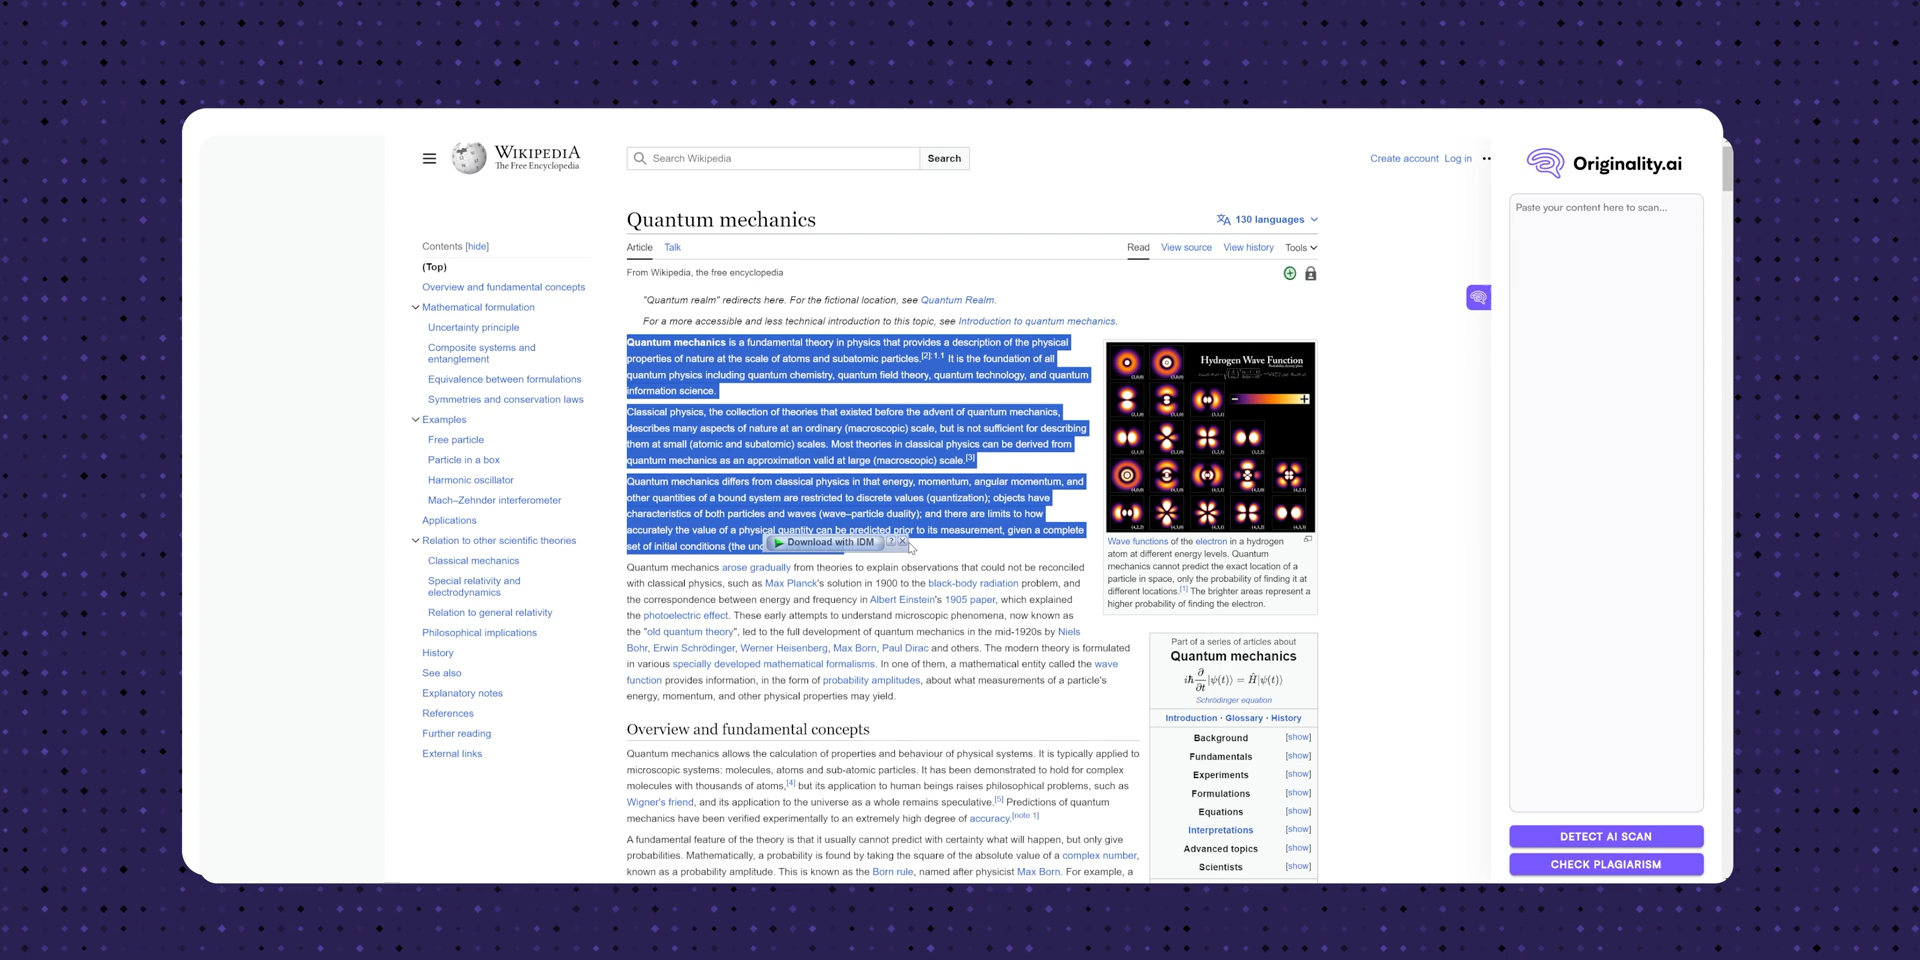 WIKIPEDIA
The Free Encyclopedia
Search Wikipedia
Search
Create account Log in
Quantum mechanics
130 languages
Article Talk
Read View source View history Tools
From Wikipedia, the free encyclopedia
"Quantum realm" redirects here. For the fictional location, see Quantum Realm.
For a more accessible and less technical introduction to this topic, see Introduction to quantum mechanics.
Contents [hide]
(Top)
Overview and fundamental concepts
Mathematical formulation
Uncertainty principle
Composite systems and
entanglement
Equivalence between formulations
Symmetries and conservation laws
Examples
Free particle
Particle in a box
Harmonic oscillator
Mach–Zehnder interferometer
Applications
Relation to other scientific theories
Classical mechanics
Special relativity and
electrodynamics
Relation to general relativity
Philosophical implications
History
See also
Explanatory notes
References
Further reading
External links
Quantum mechanics is a fundamental theory in physics that provides a description of the physical
properties of nature at the scale of atoms and subatomic particles.[2]:1.1 It is the foundation of all
quantum physics including quantum chemistry, quantum field theory, quantum technology, and quantum
information science.
Classical physics, the collection of theories that existed before the advent of quantum mechanics,
describes many aspects of nature at an ordinary (macroscopic) scale, but is not sufficient for describing
them at small (atomic and subatomic) scales. Most theories in classical physics can be derived from
quantum mechanics as an approximation valid at large (macroscopic) scale.[3]
Quantum mechanics differs from classical physics in that energy, momentum, angular momentum, and
other quantities of a bound system are restricted to discrete values (quantization); objects have
characteristics of both particles and waves (wave–particle duality); and there are limits to how
accurately the value of a physical quantity can be predicted prior to its measurement, given a complete
set of initial conditions (the
Download with IDM ?
Quantum mechanics arose gradually from theories to explain observations that could not be reconciled
with classical physics, such as Max Planck's solution in 1900 to the black-body radiation problem, and
the correspondence between energy and frequency in Albert Einstein's 1905 paper, which explained
the photoelectric effect. These early attempts to understand microscopic phenomena, now known as
the "old quantum theory", led to the full development of quantum mechanics in the mid-1920s by Niels
Bohr, Erwin Schrödinger, Werner Heisenberg, Max Born, Paul Dirac and others. The modern theory is formulated
in various specially developed mathematical formalisms. In one of them, a mathematical entity called the wave
function provides information, in the form of probability amplitudes, about what measurements of a particle's
energy, momentum, and other physical properties may yield.
Overview and fundamental concepts
Quantum mechanics allows the calculation of properties and behaviour of physical systems. It is typically applied to
microscopic systems: molecules, atoms and sub-atomic particles. It has been demonstrated to hold for complex
molecules with thousands of atoms,[4] but its application to human beings raises philosophical problems, such as
Wigner's friend, and its application to the universe as a whole remains speculative.[5] Predictions of quantum
mechanics have been verified experimentally to an extremely high degree of accuracy.[note 1]
A fundamental feature of the theory is that it usually cannot predict with certainty what will happen, but only give
probabilities. Mathematically, a probability is found by taking the square of the absolute value of a complex number,
known as a probability amplitude. This is known as the Born rule, named after physicist Max Born. For example, a
Hydrogen Wave Function
Wave functions of the electron in a hydrogen
atom at different energy levels. Quantum
mechanics cannot predict the exact location of a
particle in space, only the probability of finding it at
different locations.[1] The brighter areas represent a
higher probability of finding the electron.
Part of a series of articles about
Quantum mechanics
iħ ∂/∂t |ψ(t)⟩ = Ĥ|ψ(t)⟩
Schrödinger equation
Introduction · Glossary · History
Background [show]
Fundamentals [show]
Experiments [show]
Formulations [show]
Equations [show]
Interpretations [show]
Advanced topics [show]
Scientists [show]
Originality.ai
Paste your content here to scan...
DETECT AI SCAN
CHECK PLAGIARISM